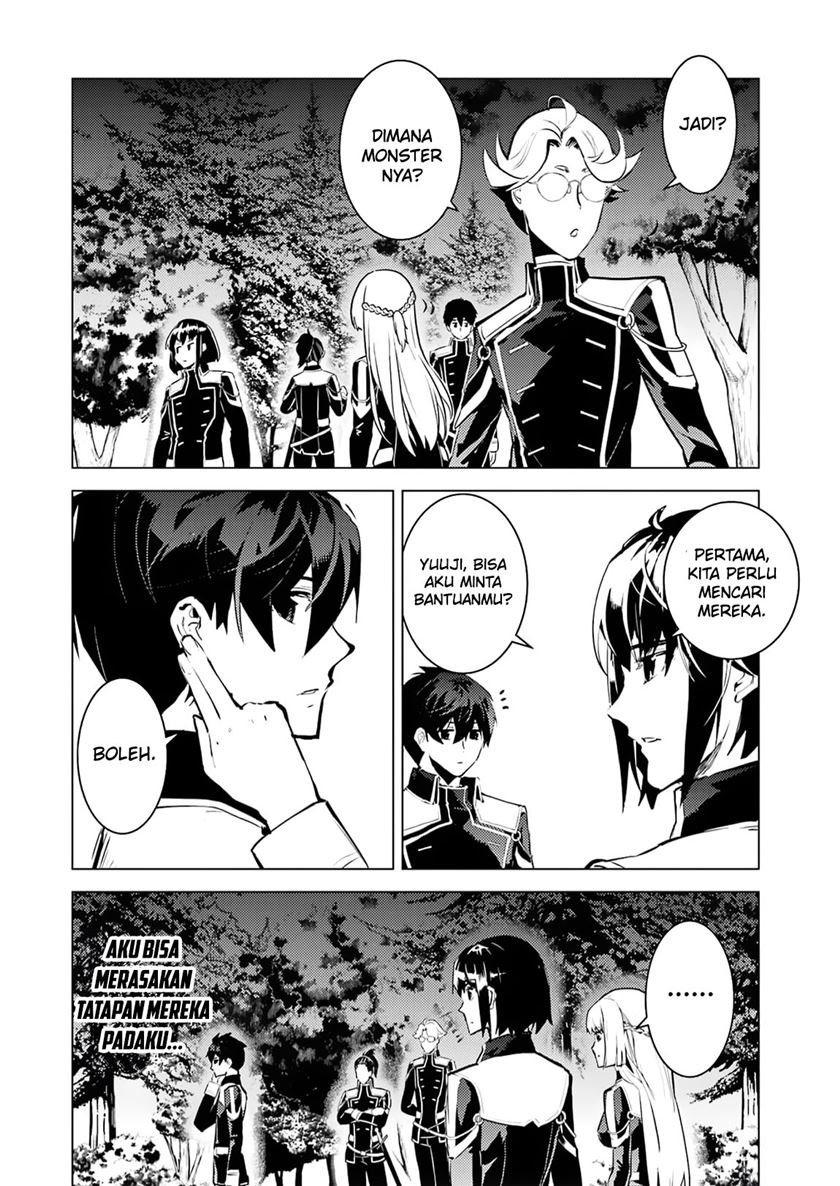 JADI?
DIMANA
MONSTER
NYA?
PERTAMA,
KITA PERLU
MENCARI
MEREKA.
YUUJI, BISA
AKU MINTA
BANTUANMU?
BOLEH.
......
AKU BISA
MERASAKAN
TATAPAN MEREKA
PADAKU...